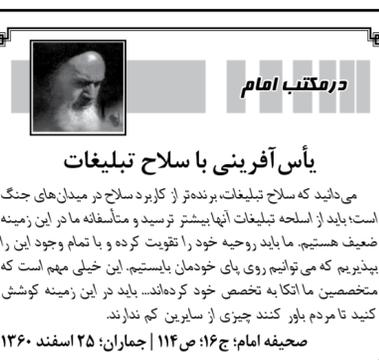 در مکتب امام
یأس‌آفرینی با سلاح تبلیغات
می‌دانید که سلاح تبلیغات، برنده‌تر از کاربرد سلاح در میدان‌های جنگ
است؛ باید از اسلحه تبلیغات آنها بیشتر ترسید و متأسفانه ما در این زمینه
ضعیف هستیم. ما باید روحیه خود را تقویت کرده و با تمام وجود این را
بپذیریم که می‌توانیم روی پای خودمان بایستیم. این خیلی مهم است که
متخصصین ما اتکا به تخصص خود کرده‌اند... باید در این زمینه کوشش
کنید تا مردم باور کنند چیزی از سایرین کم ندارند.
صحیفه امام؛ ج۱۶؛ ص۱۱۴ | جماران؛ ۲۵ اسفند ۱۳۶۰